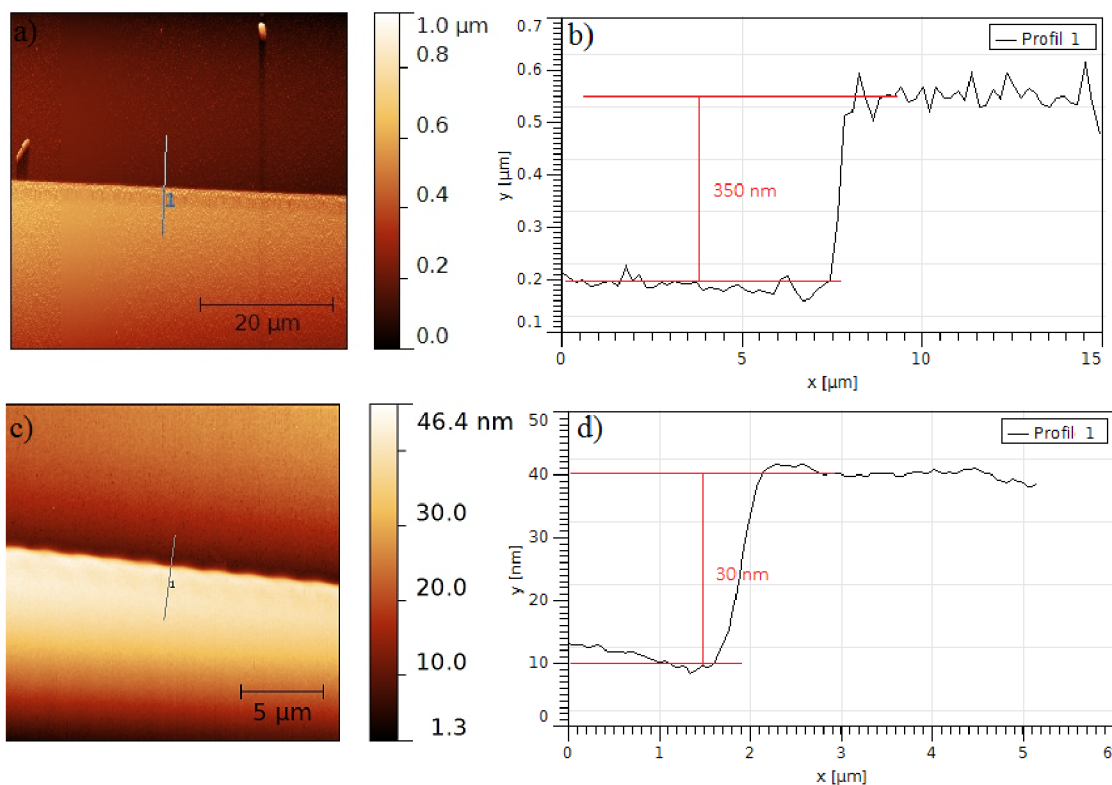 a)
1.0 µm
0.8
0.6
0.4
0.2
0.0
1
20 µm
b)
Profil 1
0.7
0.6
0.5
0.4
0.3
0.2
0.1
y [µm]
350 nm
0
5
10
15
x [µm]
c)
46.4 nm
30.0
20.0
10.0
1.3
1
5 µm
d)
Profil 1
50
40
30
20
10
0
y [nm]
30 nm
0
1
2
3
4
5
6
x [µm]